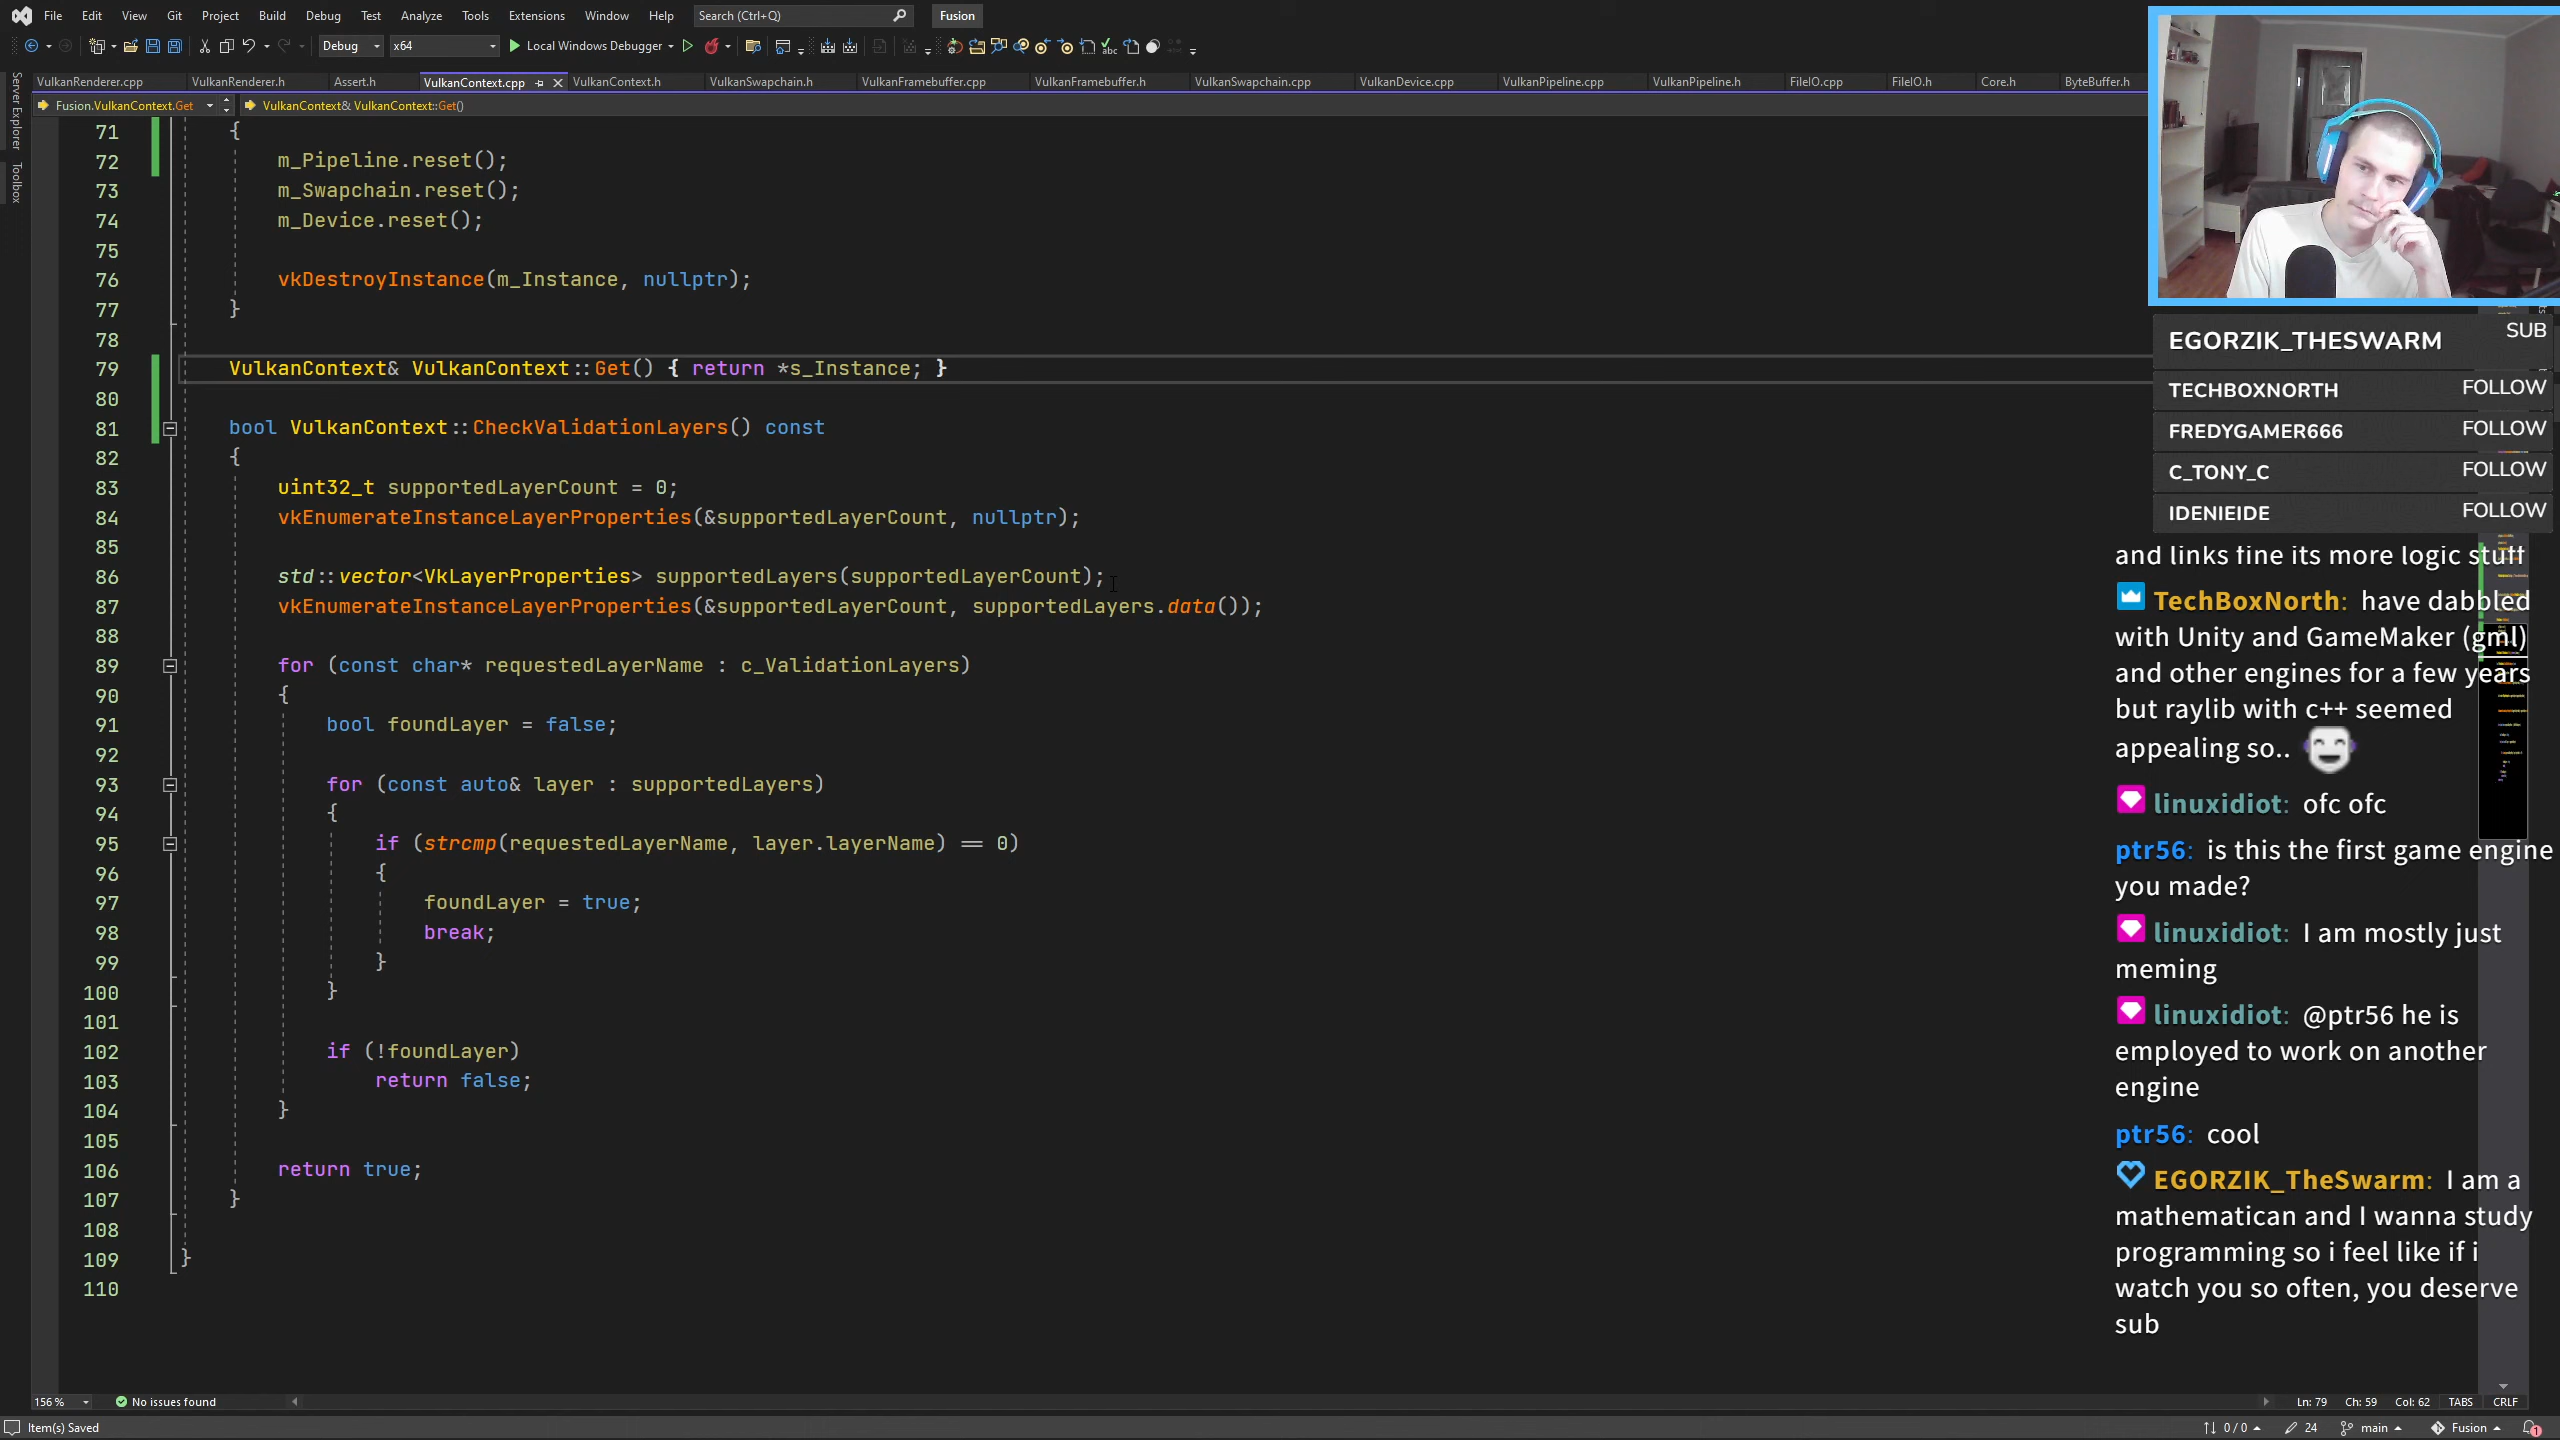 File Edit View Git Project Build Debug Test Analyze Tools Extensions Window Help Search (Ctrl+Q) Fusion
Debug x64 Local Windows Debugger
VulkanRenderer.cpp VulkanRenderer.h Assert.h VulkanContext.cpp VulkanContext.h VulkanSwapchain.h VulkanFramebuffer.cpp VulkanFramebuffer.h VulkanSwapchain.cpp VulkanDevice.cpp VulkanPipeline.cpp VulkanPipeline.h FileIO.cpp FileIO.h Core.h ByteBuffer.h
Fusion.VulkanContext.Get VulkanContext& VulkanContext::Get()
Server Explorer
Toolbox
71 {
72 m_Pipeline.reset();
73 m_Swapchain.reset();
74 m_Device.reset();
75
76 vkDestroyInstance(m_Instance, nullptr);
77 }
78
79 VulkanContext& VulkanContext::Get() { return *s_Instance; }
80
81 bool VulkanContext::CheckValidationLayers() const
82 {
83 uint32_t supportedLayerCount = 0;
84 vkEnumerateInstanceLayerProperties(&supportedLayerCount, nullptr);
85
86 std::vector<VkLayerProperties> supportedLayers(supportedLayerCount);
87 vkEnumerateInstanceLayerProperties(&supportedLayerCount, supportedLayers.data());
88
89 for (const char* requestedLayerName : c_ValidationLayers)
90 {
91 bool foundLayer = false;
92
93 for (const auto& layer : supportedLayers)
94 {
95 if (strcmp(requestedLayerName, layer.layerName) == 0)
96 {
97 foundLayer = true;
98 break;
99 }
100 }
101
102 if (!foundLayer)
103 return false;
104 }
105
106 return true;
107 }
108
109 }
110
EGORZIK_THESWARM SUB
TECHBOXNORTH FOLLOW
FREDYGAMER666 FOLLOW
C_TONY_C FOLLOW
IDENIEIDE FOLLOW
and links fine its more logic stuff
TechBoxNorth: have dabbled
with Unity and GameMaker (gml)
and other engines for a few years
but raylib with c++ seemed
appealing so..
linuxidiot: ofc ofc
ptr56: is this the first game engine
you made?
linuxidiot: I am mostly just
meming
linuxidiot: @ptr56 he is
employed to work on another
engine
ptr56: cool
EGORZIK_TheSwarm: I am a
mathematican and I wanna study
programming so i feel like if i
watch you so often, you deserve
sub
156 % No issues found Ln: 79 Ch: 59 Col: 62 TABS CRLF
Item(s) Saved 0 / 0 24 main Fusion 1